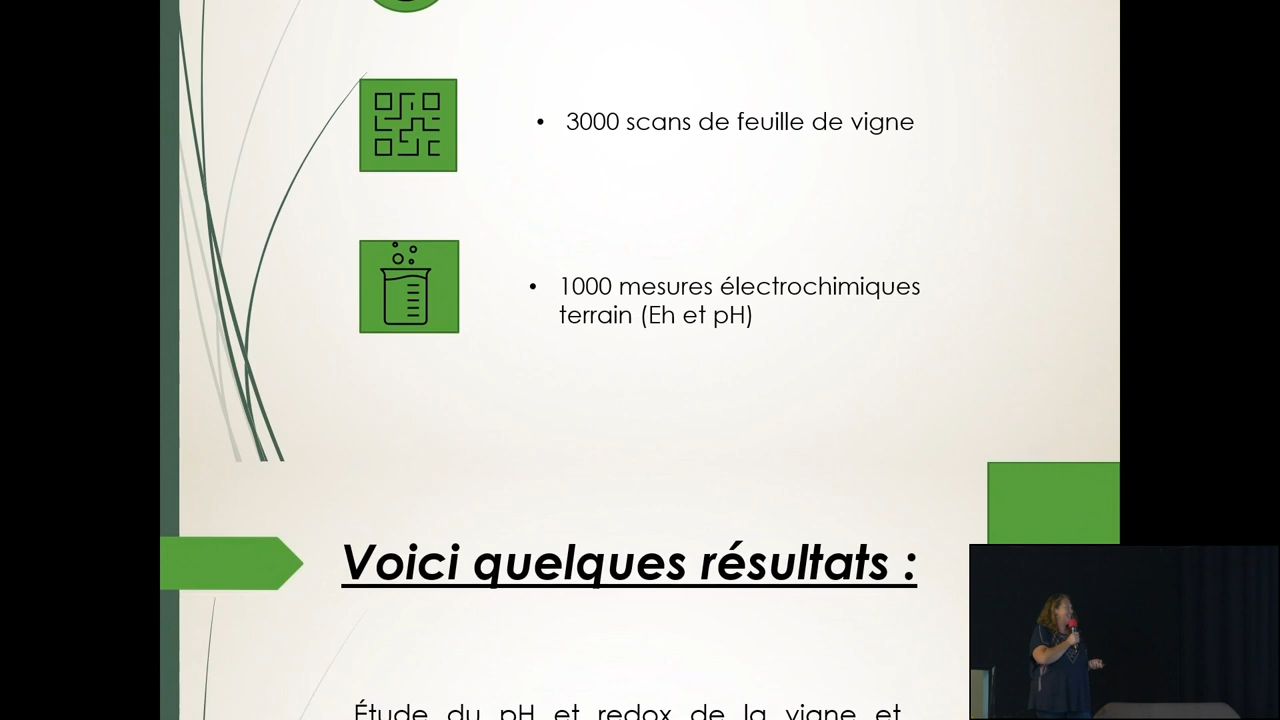 3000 scans de feuille de vigne
1000 mesures électrochimiques
terrain (Eh et pH)
Voici quelques résultats :
Étude du pH et redox de la vigne et